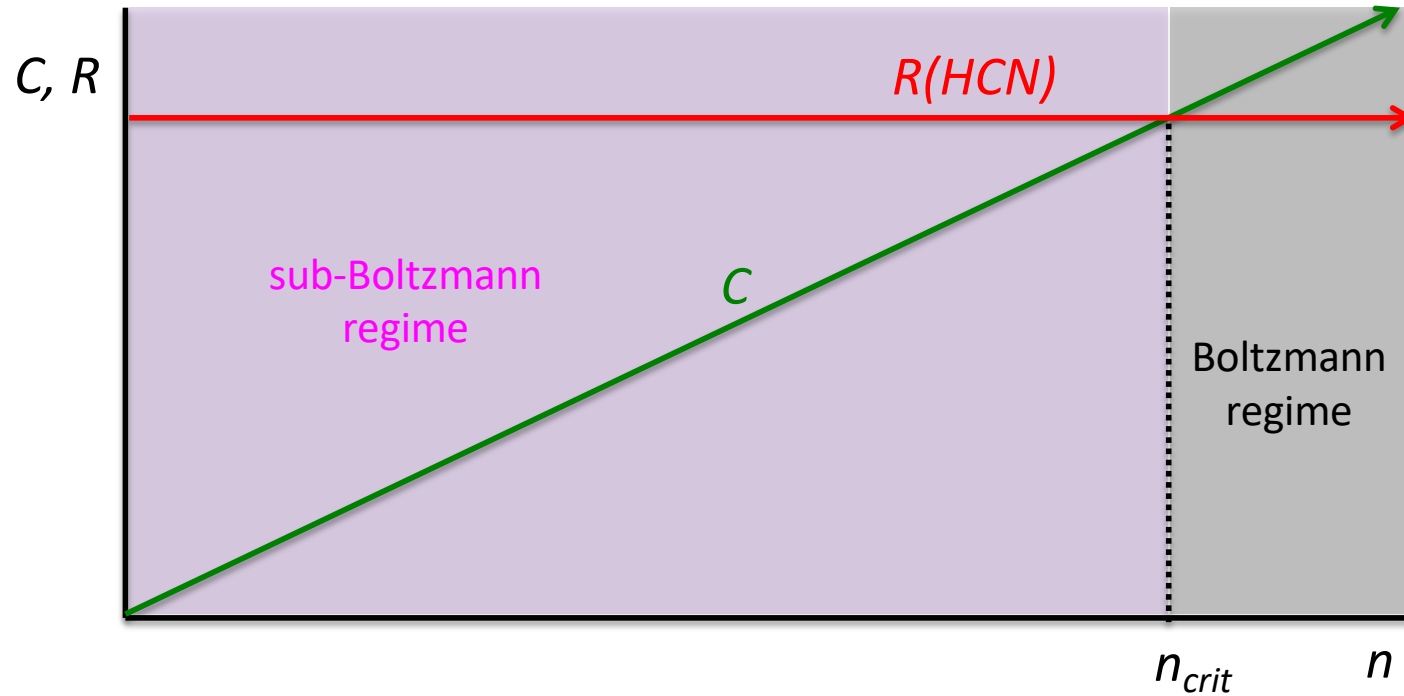 C, R
R(HCN)
sub-Boltzmann
regime
C
Boltzmann
regime
n_crit
n